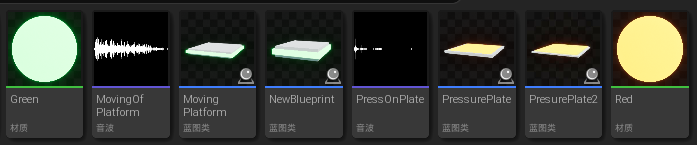 Green
MovingOf
Platform
Moving
Platform
NewBlueprint
PressOnPlate
PressurePlate
PresurePlate2
Red
材质
音波
蓝图类
蓝图类
音波
蓝图类
蓝图类
材质